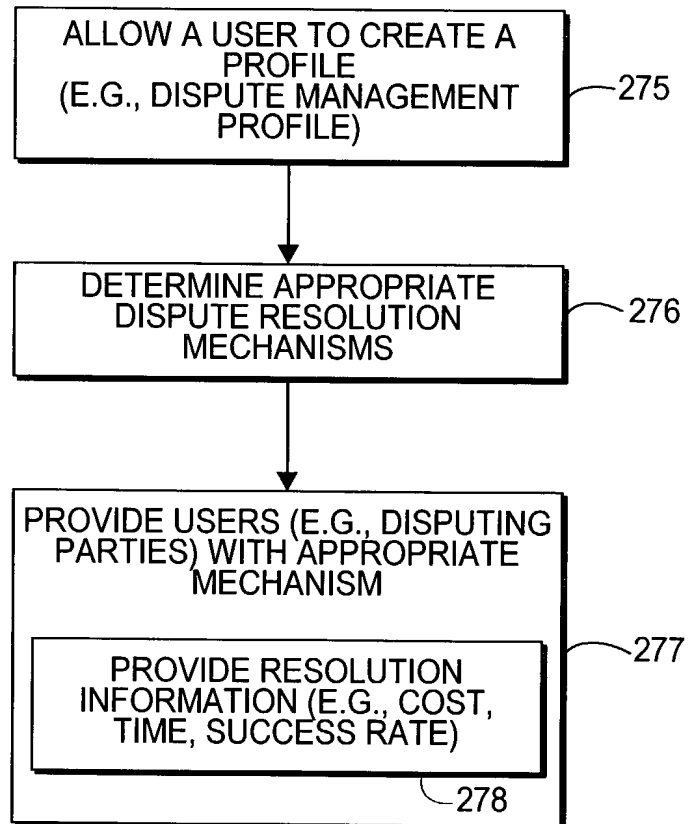 ALLOW A USER TO CREATE A
PROFILE
(E.G., DISPUTE MANAGEMENT
PROFILE)
275
DETERMINE APPROPRIATE
DISPUTE RESOLUTION
MECHANISMS
276
PROVIDE USERS (E.G., DISPUTING
PARTIES) WITH APPROPRIATE
MECHANISM
277
PROVIDE RESOLUTION
INFORMATION (E.G., COST,
TIME, SUCCESS RATE)
278